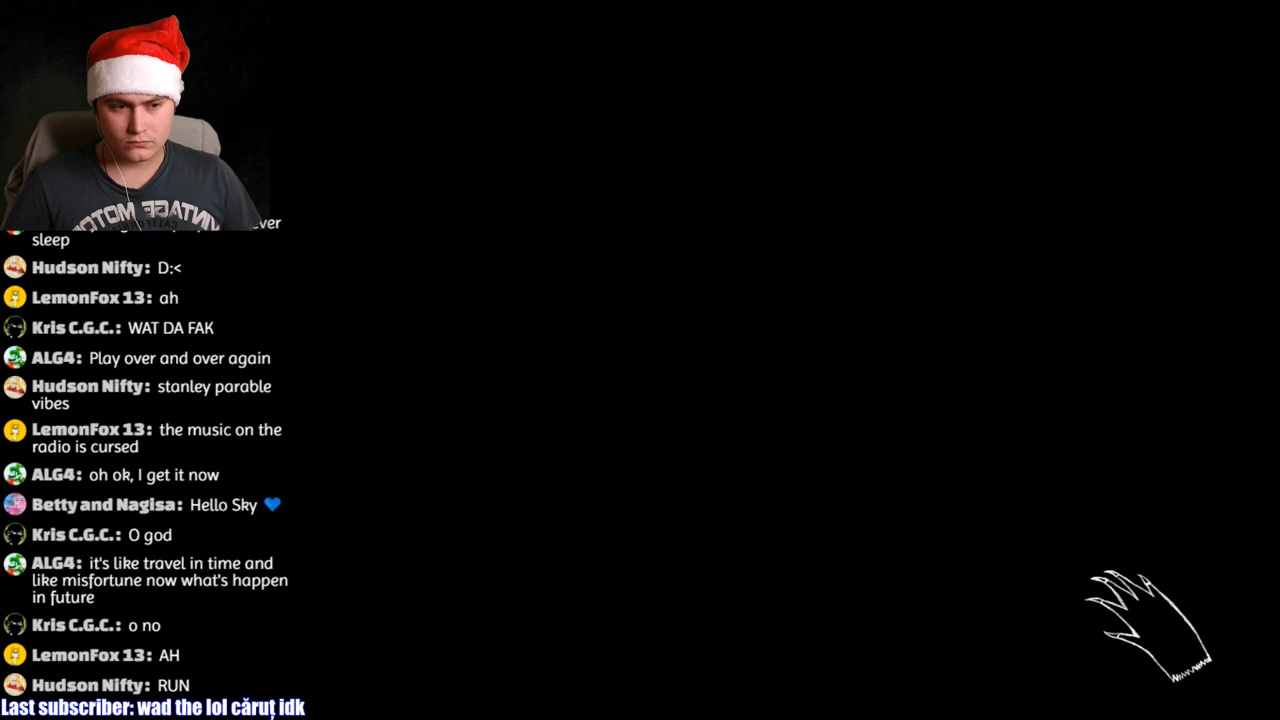 ever
sleep
Hudson Nifty: D:<
LemonFox 13: ah
Kris C.G.C.: WAT DA FAK
ALG4: Play over and over again
Hudson Nifty: stanley parable
vibes
LemonFox 13: the music on the
radio is cursed
ALG4: oh ok, I get it now
Betty and Nagisa: Hello Sky 💙
Kris C.G.C.: O god
ALG4: it's like travel in time and
like misfortune now what's happen
in future
Kris C.G.C.: o no
LemonFox 13: AH
Hudson Nifty: RUN
Last subscriber: wad the lol căruț idk